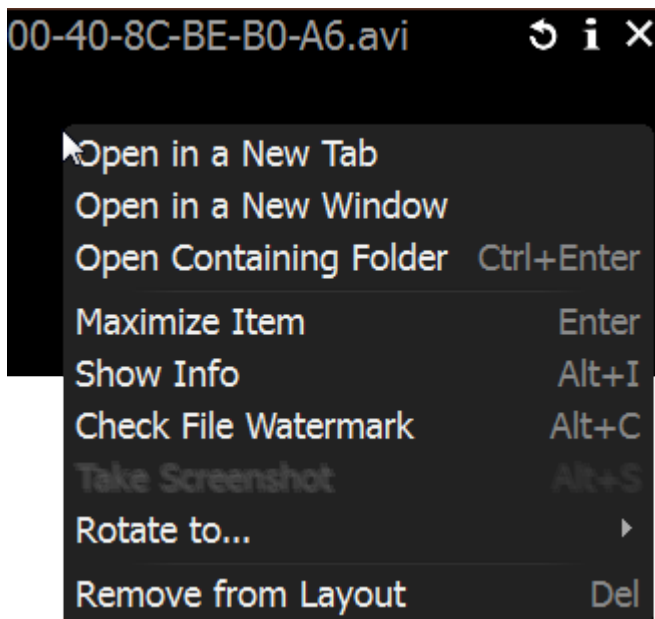 00-40-8C-BE-B0-A6.avi
Open in a New Tab
Open in a New Window
Open Containing Folder Ctrl+Enter
Maximize Item Enter
Show Info Alt+I
Check File Watermark Alt+C
Take Screenshot Alt+S
Rotate to...
Remove from Layout Del